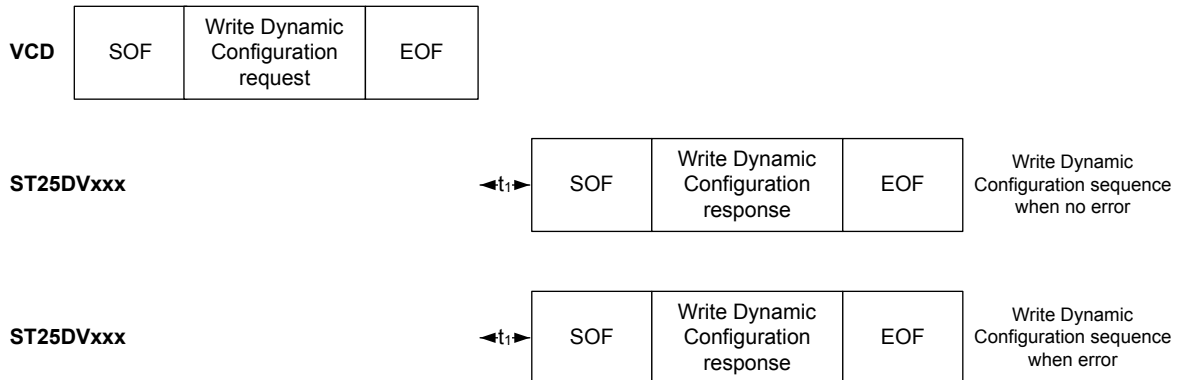 VCD
SOF
Write Dynamic
Configuration
request
EOF
ST25DVxxx
t1
SOF
Write Dynamic
Configuration
response
EOF
Write Dynamic
Configuration sequence
when no error
ST25DVxxx
t1
SOF
Write Dynamic
Configuration
response
EOF
Write Dynamic
Configuration sequence
when error